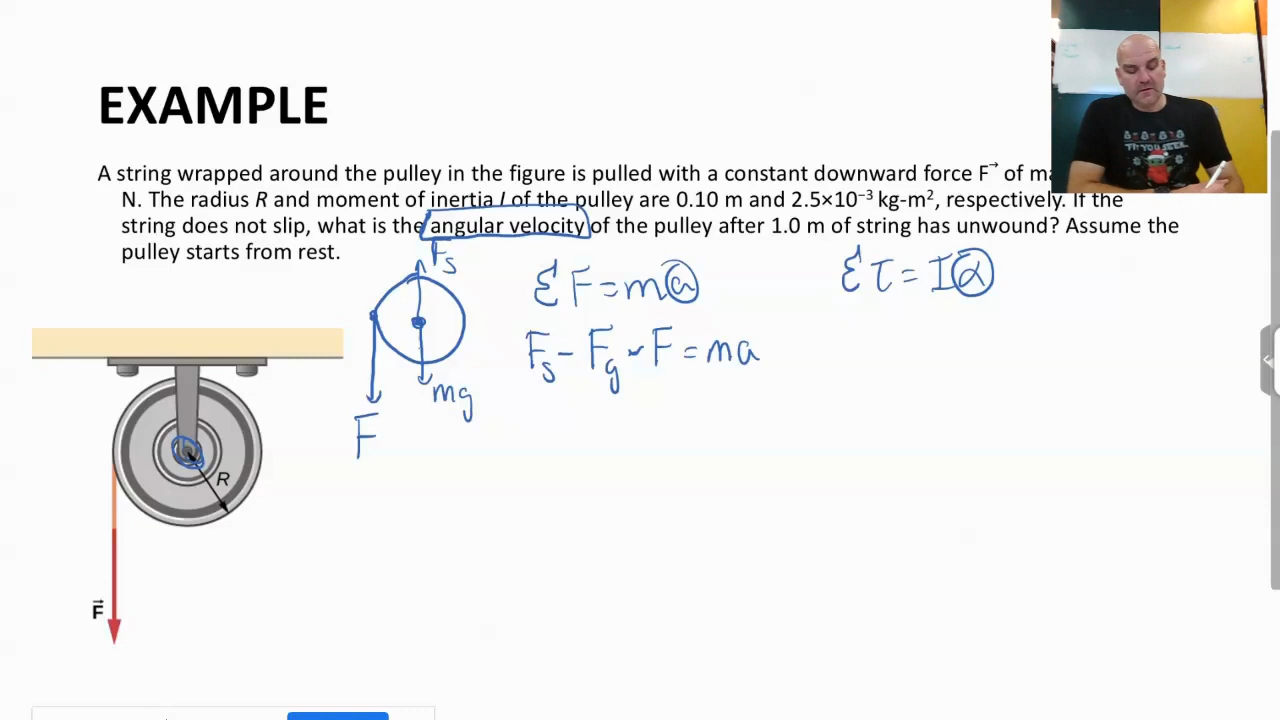 EXAMPLE
A string wrapped around the pulley in the figure is pulled with a constant downward force F→ of
N. The radius R and moment of inertia I of the pulley are 0.10 m and 2.5×10⁻³ kg-m², respectively. If the
string does not slip, what is the angular velocity of the pulley after 1.0 m of string has unwound? Assume the
pulley starts from rest.
Fs
ΣF = ma
Στ = Iα
Fs - Fg - F = ma
mg
F
R
F→